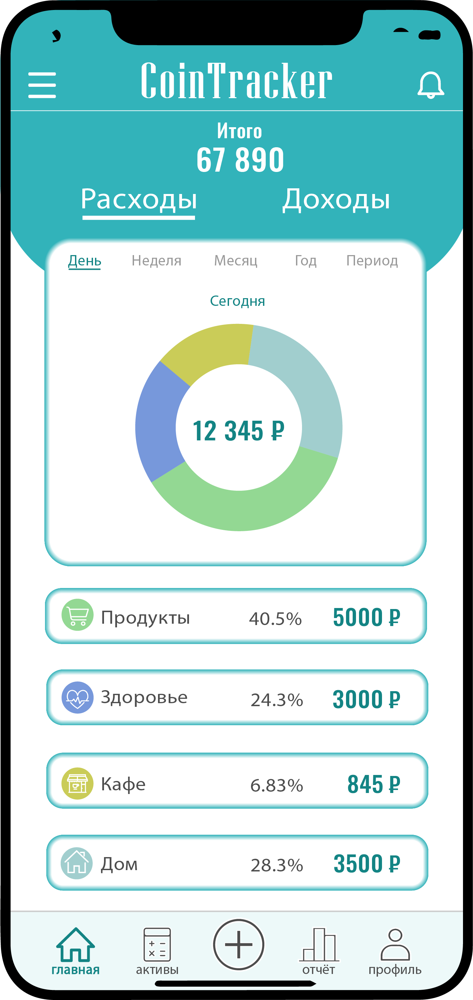 CoinTracker
Итого
67 890
Расходы Доходы
День Неделя Месяц Год Период
Сегодня
12 345 ₽
Продукты 40.5% 5000 ₽
Здоровье 24.3% 3000 ₽
Кафе 6.83% 845 ₽
Дом 28.3% 3500 ₽
главная активы отчёт профиль